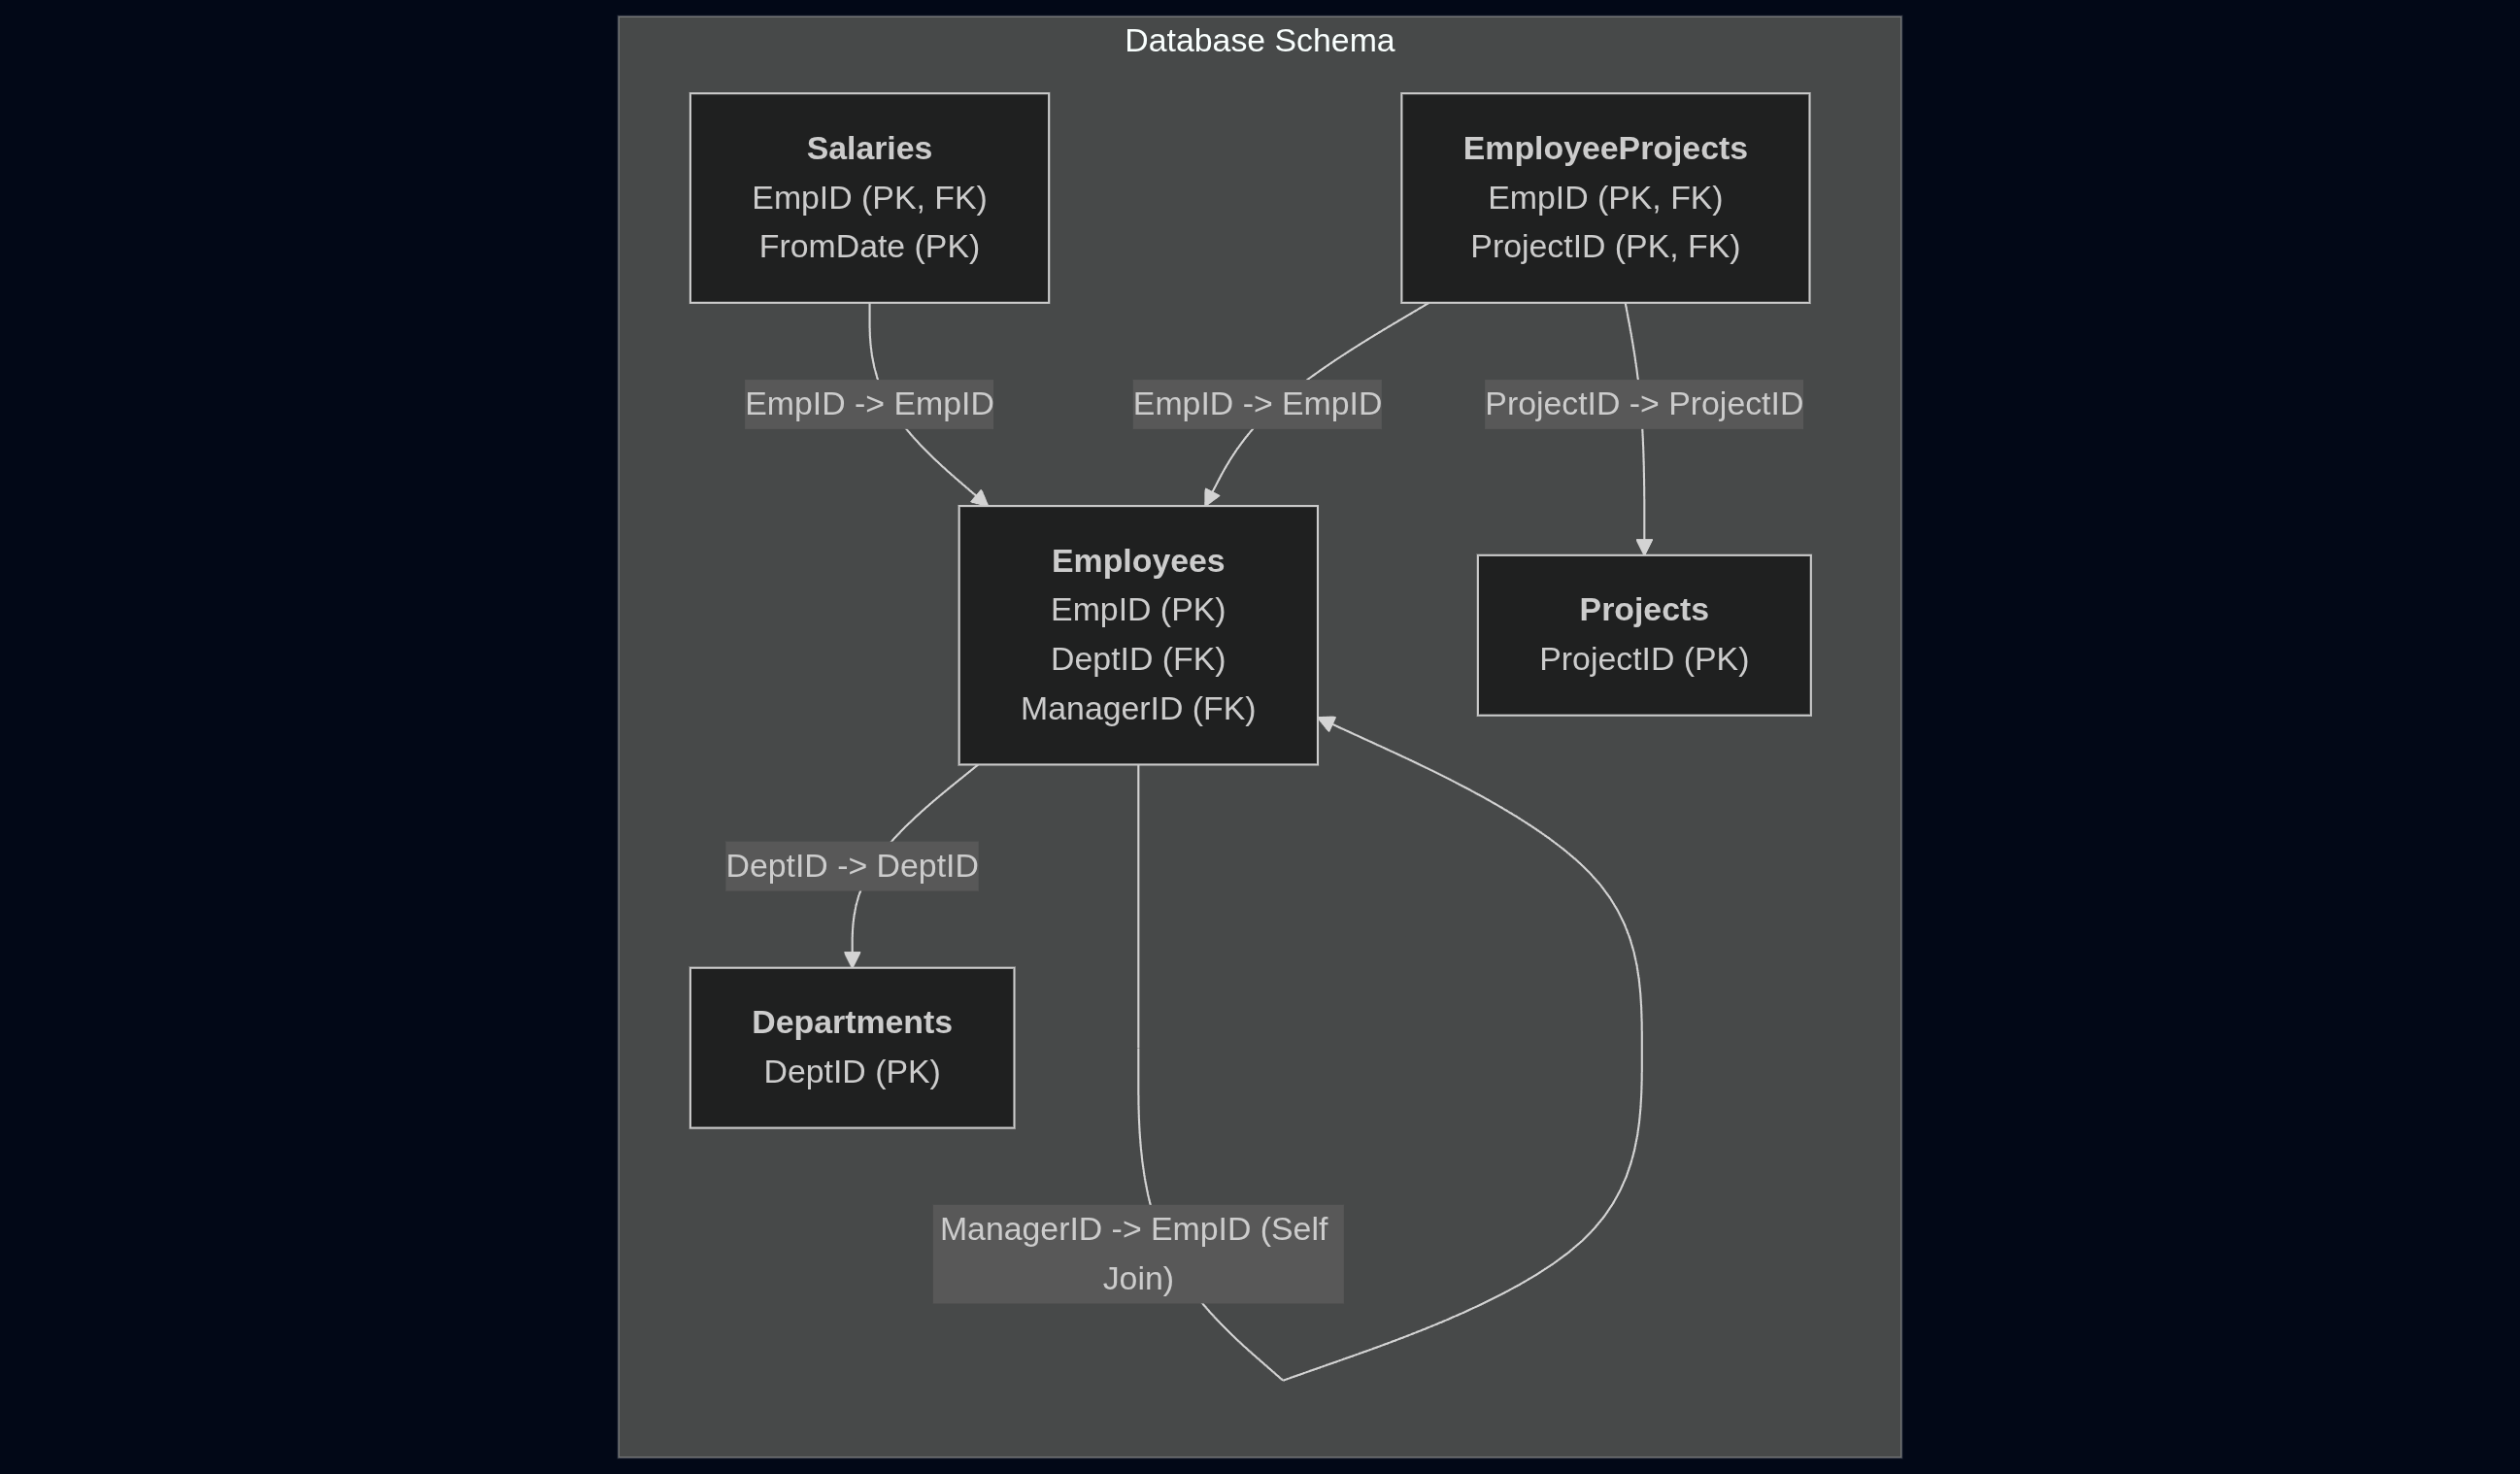 Database Schema
Salaries
EmpID (PK, FK)
FromDate (PK)
EmployeeProjects
EmpID (PK, FK)
ProjectID (PK, FK)
EmpID -> EmpID
EmpID -> EmpID
ProjectID -> ProjectID
Employees
EmpID (PK)
DeptID (FK)
ManagerID (FK)
Projects
ProjectID (PK)
DeptID -> DeptID
Departments
DeptID (PK)
ManagerID -> EmpID (Self
Join)